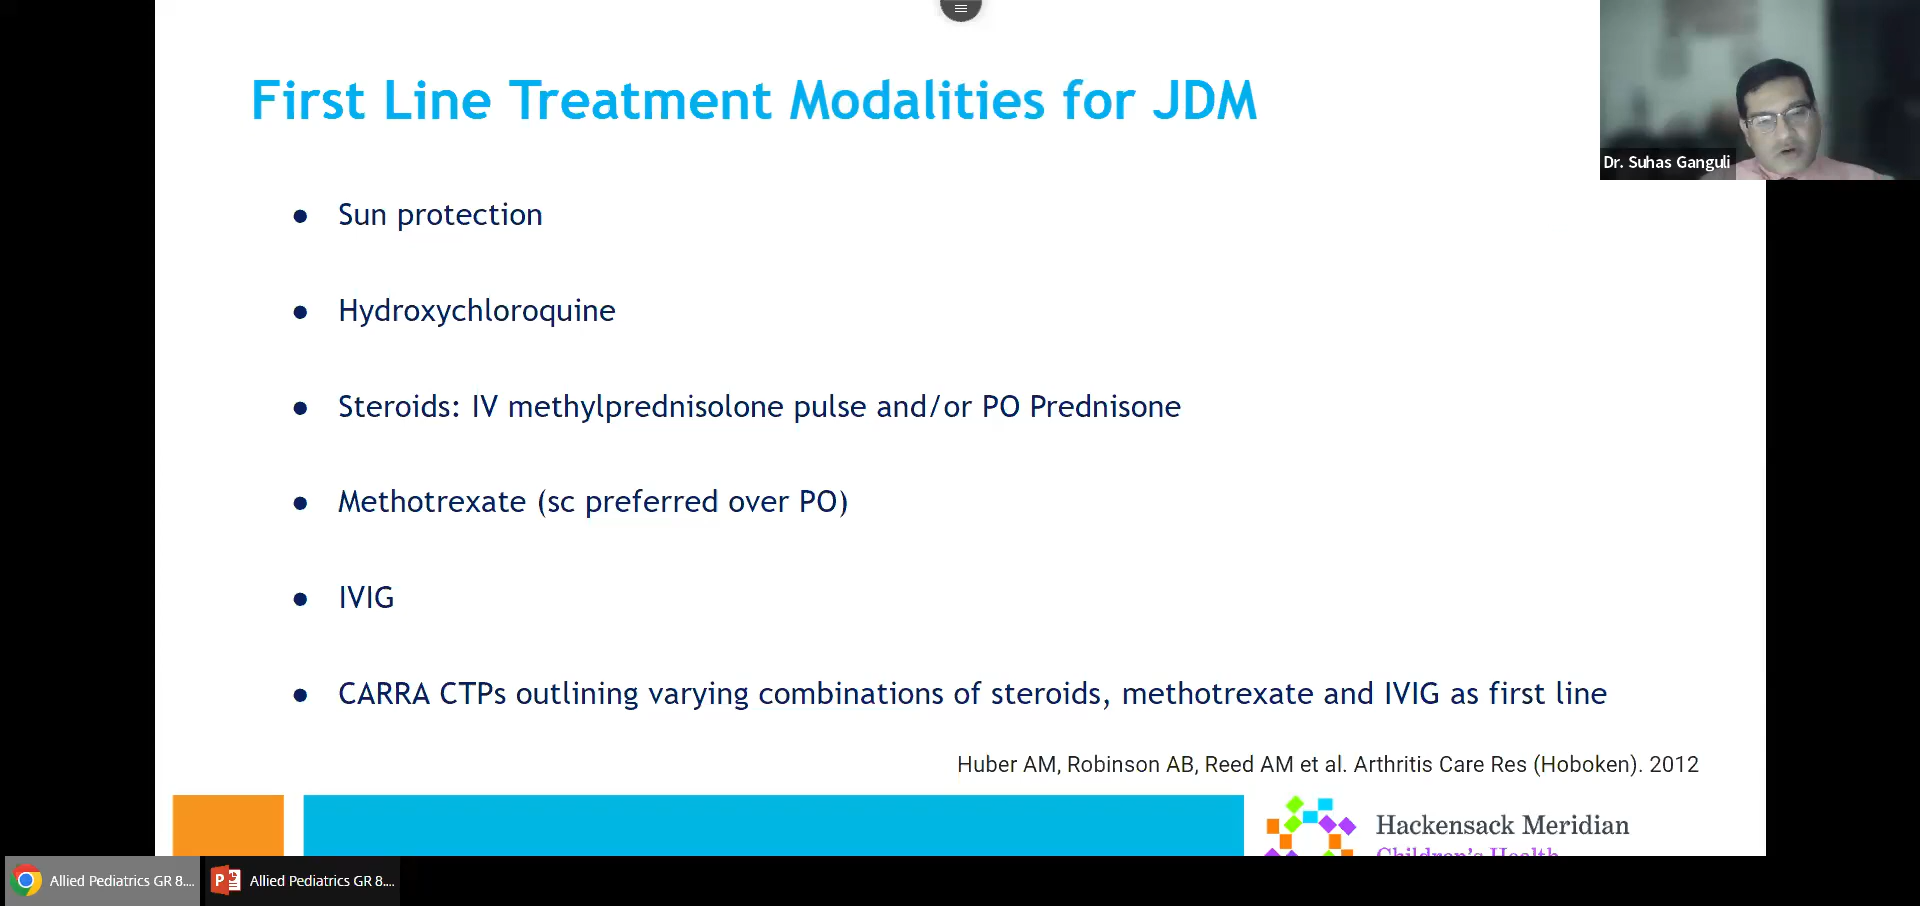 First Line Treatment Modalities for JDM
Dr. Suhas Ganguli
● Sun protection
● Hydroxychloroquine
● Steroids: IV methylprednisolone pulse and/or PO Prednisone
● Methotrexate (sc preferred over PO)
● IVIG
● CARRA CTPs outlining varying combinations of steroids, methotrexate and IVIG as first line
Huber AM, Robinson AB, Reed AM et al. Arthritis Care Res (Hoboken). 2012
Hackensack Meridian
Children's Health
Allied Pediatrics GR 8....
Allied Pediatrics GR 8....